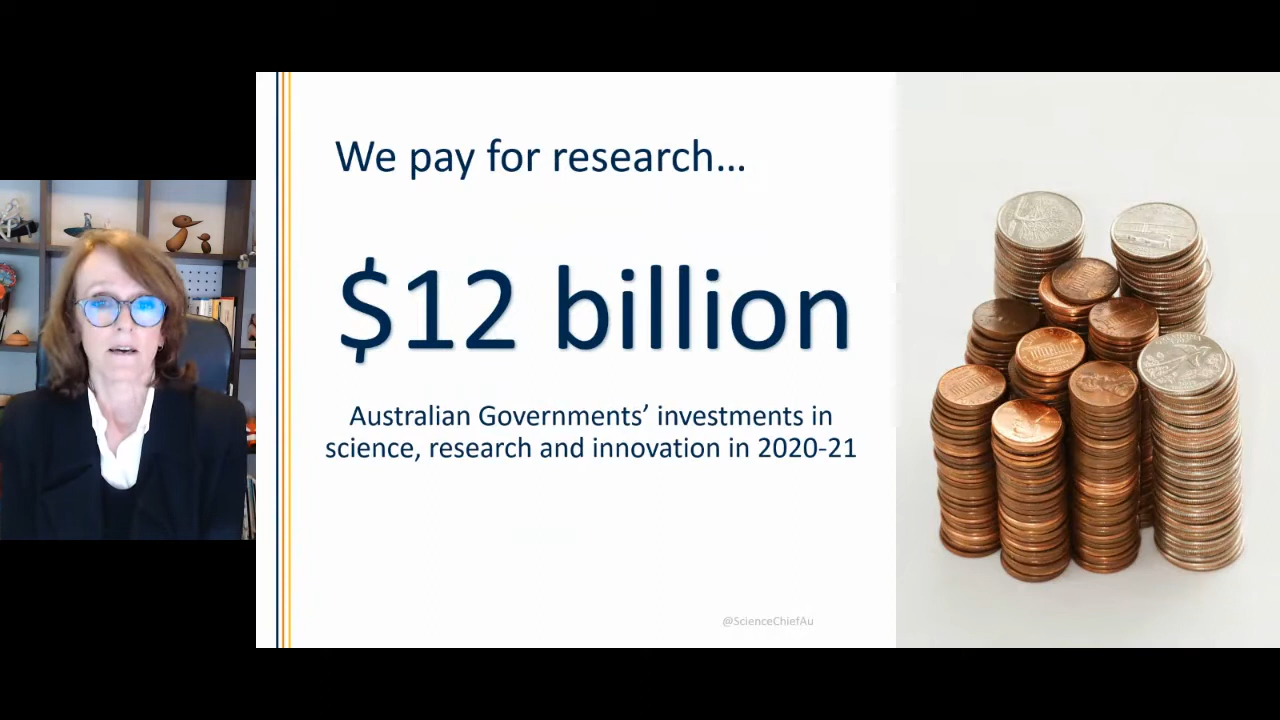 We pay for research…
$12 billion
Australian Governments’ investments in
science, research and innovation in 2020-21
@ScienceChiefAu